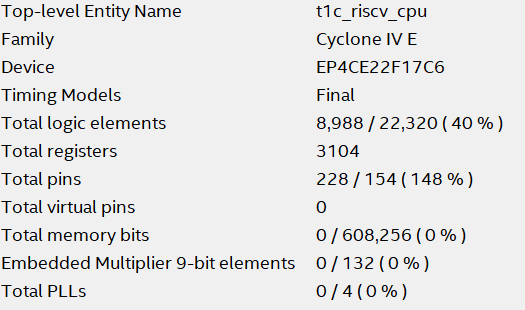 Top-level Entity Name t1c_riscv_cpu
Family Cyclone IV E
Device EP4CE22F17C6
Timing Models Final
Total logic elements 8,988 / 22,320 ( 40 % )
Total registers 3104
Total pins 228 / 154 ( 148 % )
Total virtual pins 0
Total memory bits 0 / 608,256 ( 0 % )
Embedded Multiplier 9-bit elements 0 / 132 ( 0 % )
Total PLLs 0 / 4 ( 0 % )